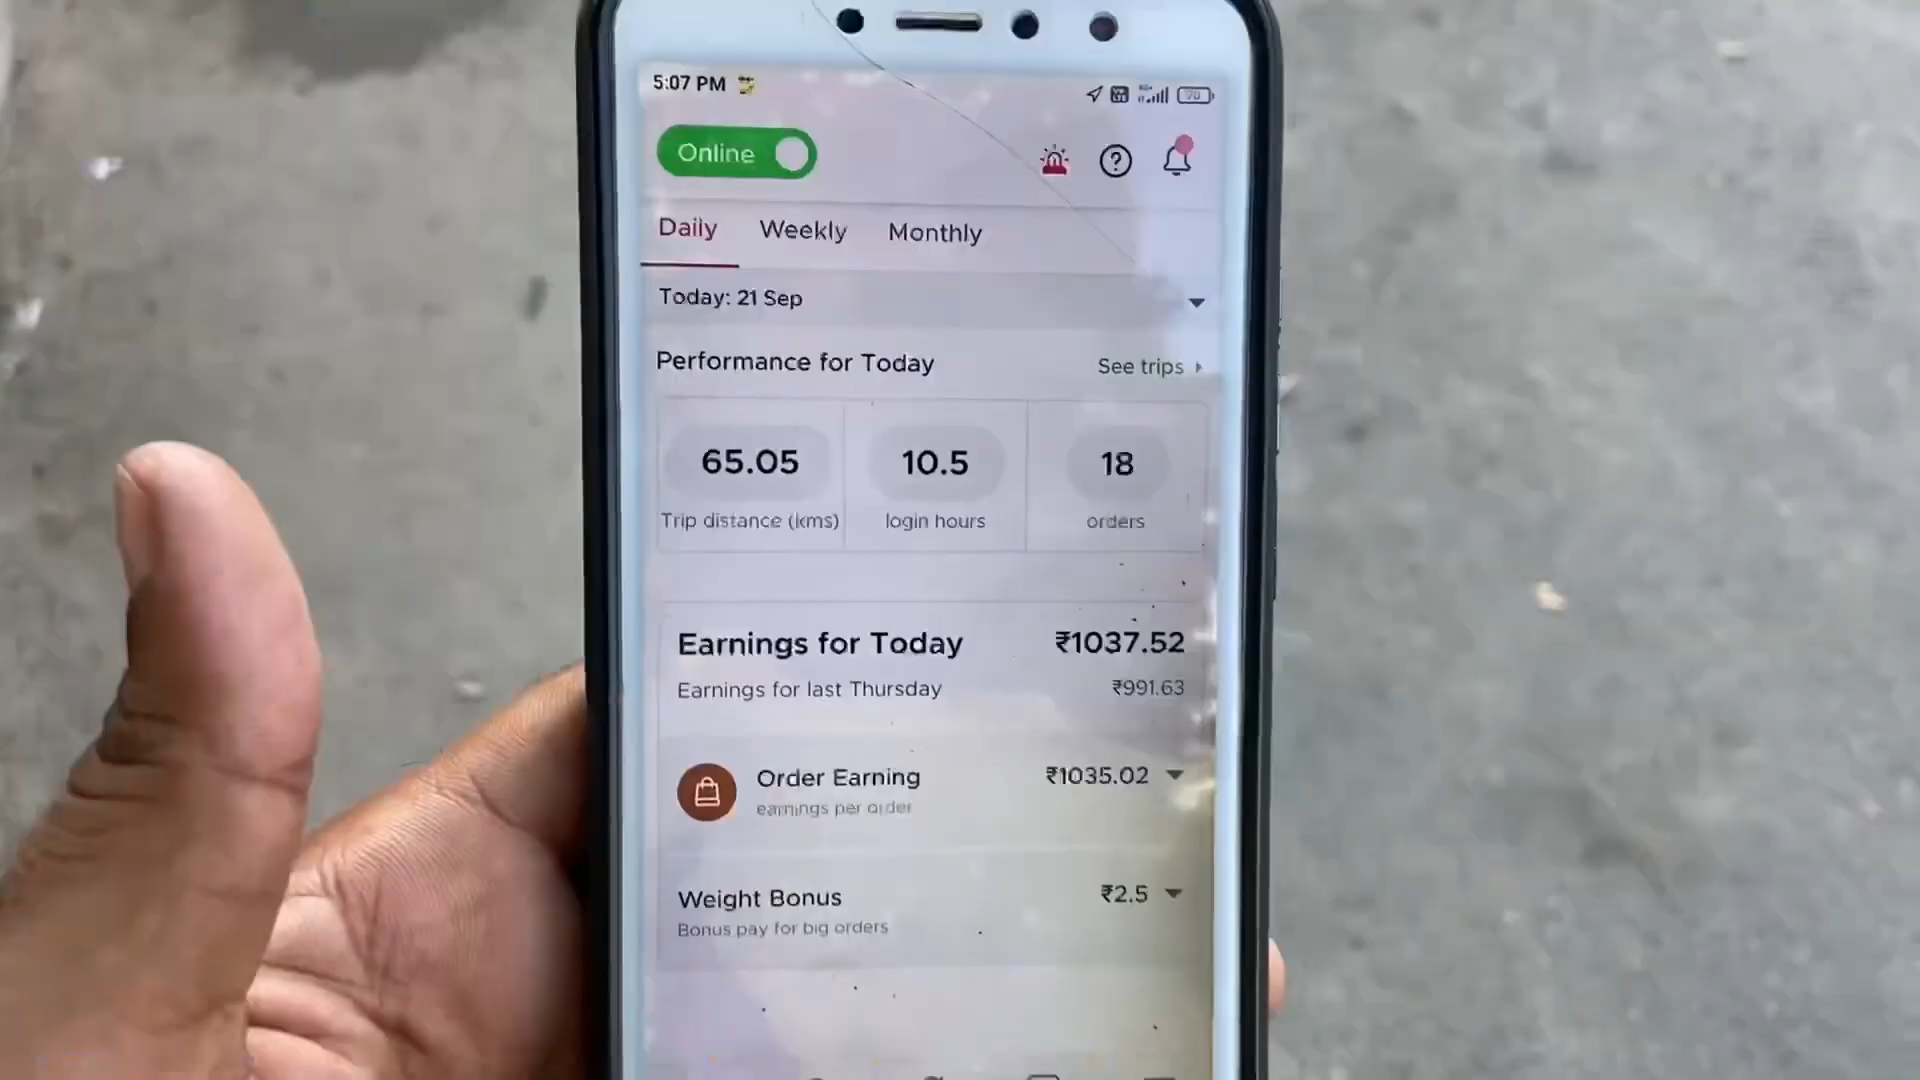 5:07 PM
70
Online
Daily Weekly Monthly
Today: 21 Sep
Performance for Today See trips
65.05 10.5 18
Trip distance (kms) login hours orders
Earnings for Today ₹1037.52
Earnings for last Thursday ₹991.63
Order Earning ₹1035.02
earnings per order
Weight Bonus ₹2.5
Bonus pay for big orders